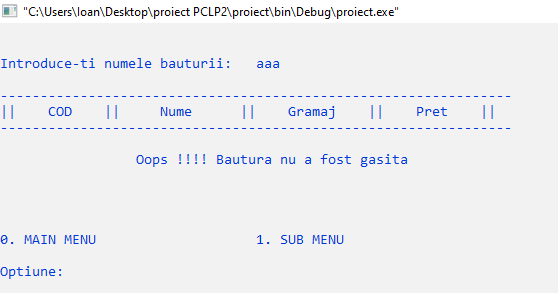 "C:\Users\Ioan\Desktop\proiect PCLP2\proiect\bin\Debug\proiect.exe"
Introduce-ti numele bauturii: aaa
----------------------------------------------------------------
|| COD || Nume || Gramaj || Pret ||
----------------------------------------------------------------
Oops !!!! Bautura nu a fost gasita
0. MAIN MENU 1. SUB MENU
Optiune: